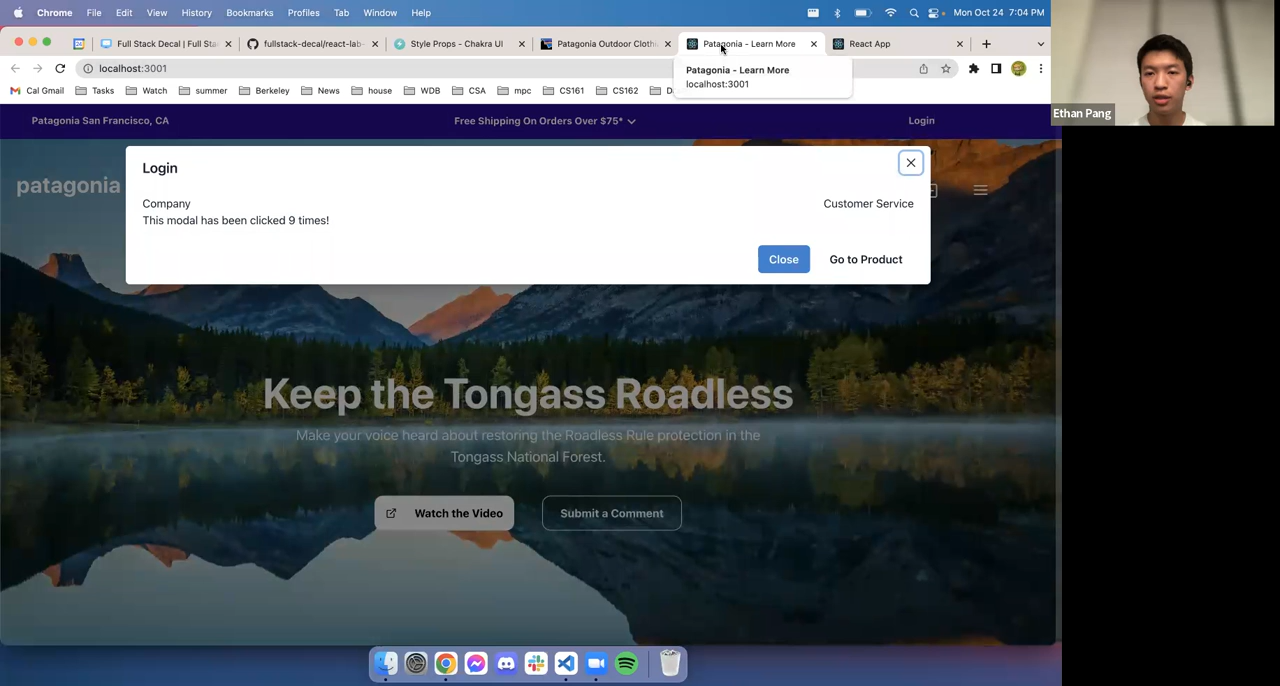 Chrome File Edit View History Bookmarks Profiles Tab Window Help Mon Oct 24 7:04 PM
Full Stack Decal | Full Sta
fullstack-decal/react-lab-
Style Props - Chakra UI
Patagonia Outdoor Clothi
Patagonia - Learn More
React App
localhost:3001
Patagonia - Learn More
localhost:3001
Cal Gmail Tasks Watch summer Berkeley News house WDB CSA mpc CS161 CS162
Ethan Pang
Patagonia San Francisco, CA Free Shipping On Orders Over $75* Login
patagonia
Login
Company Customer Service
This modal has been clicked 9 times!
Close Go to Product
Keep the Tongass Roadless
Make your voice heard about restoring the Roadless Rule protection in the
Tongass National Forest.
Watch the Video Submit a Comment